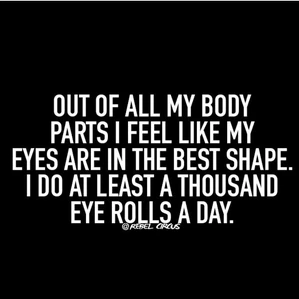 OUT OF ALL MY BODY
PARTS I FEEL LIKE MY
EYES ARE IN THE BEST SHAPE.
I DO AT LEAST A THOUSAND
EYE ROLLS A DAY.
@REBEL CIRCUS